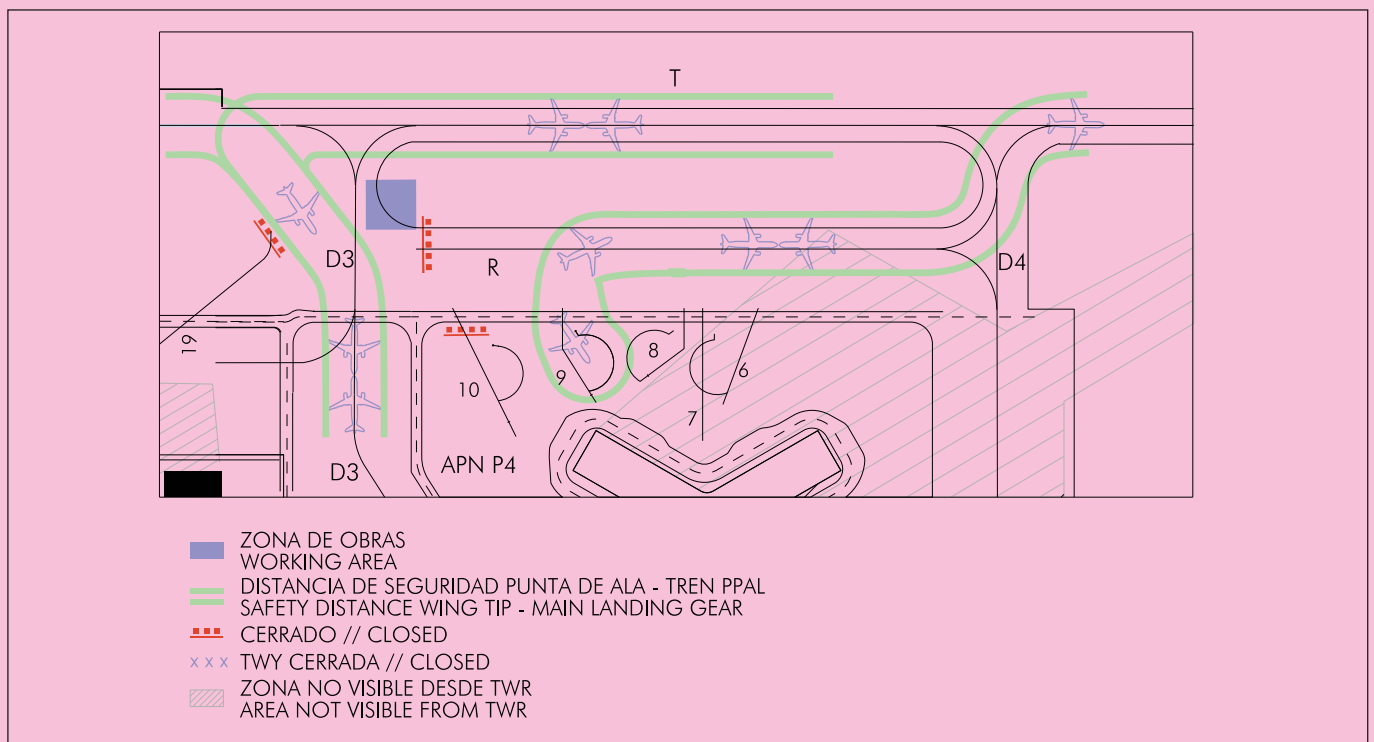 T
D3
R
D4
19
8
9
6
10
7
D3
APN P4
ZONA DE OBRAS
WORKING AREA
DISTANCIA DE SEGURIDAD PUNTA DE ALA - TREN PPAL
SAFETY DISTANCE WING TIP - MAIN LANDING GEAR
CERRADO // CLOSED
x x x TWY CERRADA // CLOSED
ZONA NO VISIBLE DESDE TWR
AREA NOT VISIBLE FROM TWR